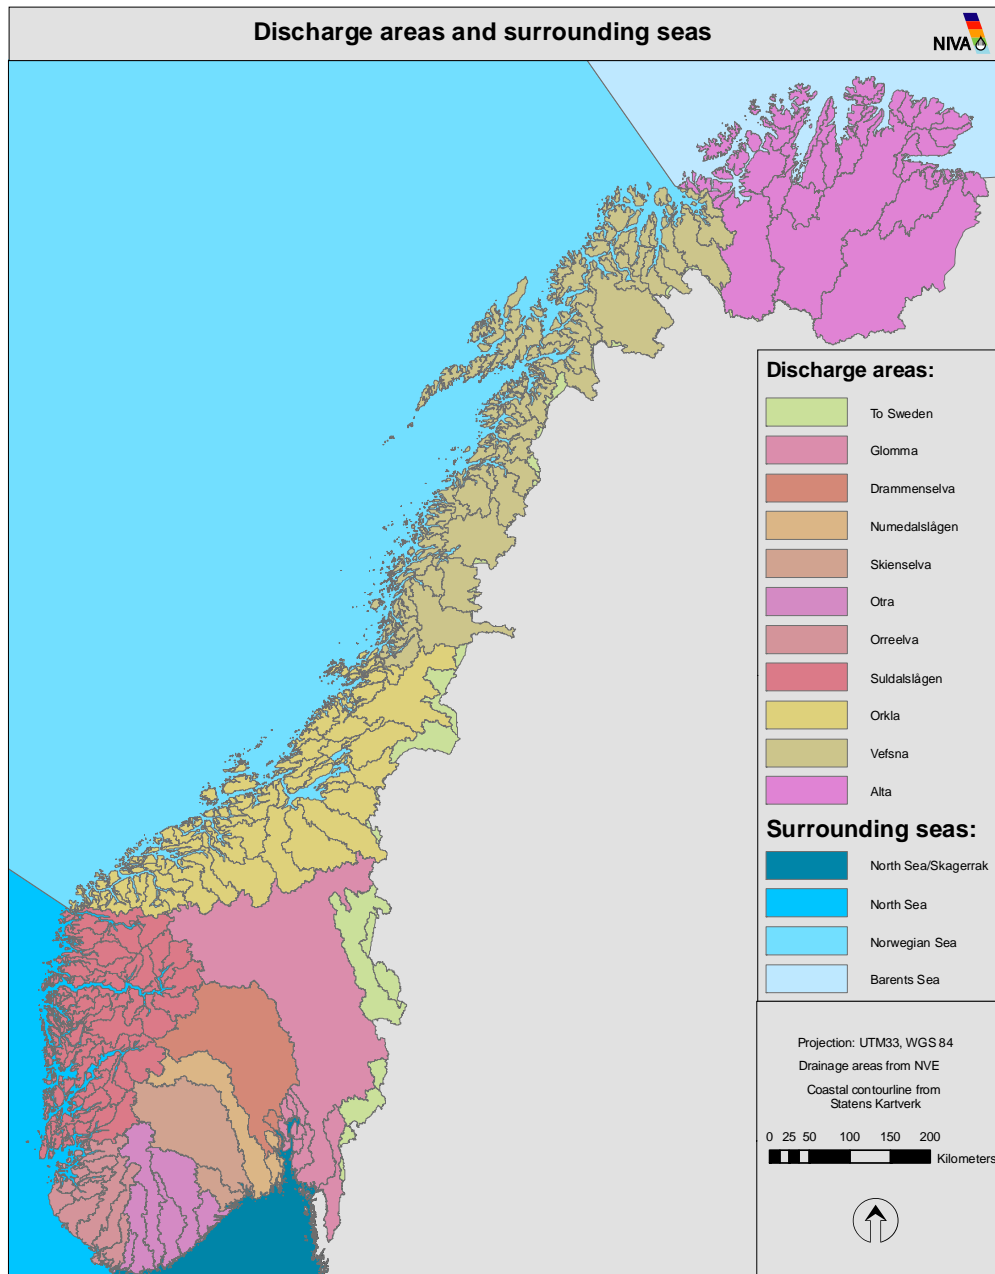 Discharge areas and surrounding seas
NIVA
Discharge areas:
To Sweden
Glomma
Drammenselva
Numedalslågen
Skienselva
Otra
Orreelva
Suldalslågen
Orkla
Vefsna
Alta
Surrounding seas:
North Sea/Skagerrak
North Sea
Norwegian Sea
Barents Sea
Projection: UTM33, WGS 84
Drainage areas from NVE
Coastal contourline from
Statens Kartverk
0 25 50 100 150 200
Kilometers